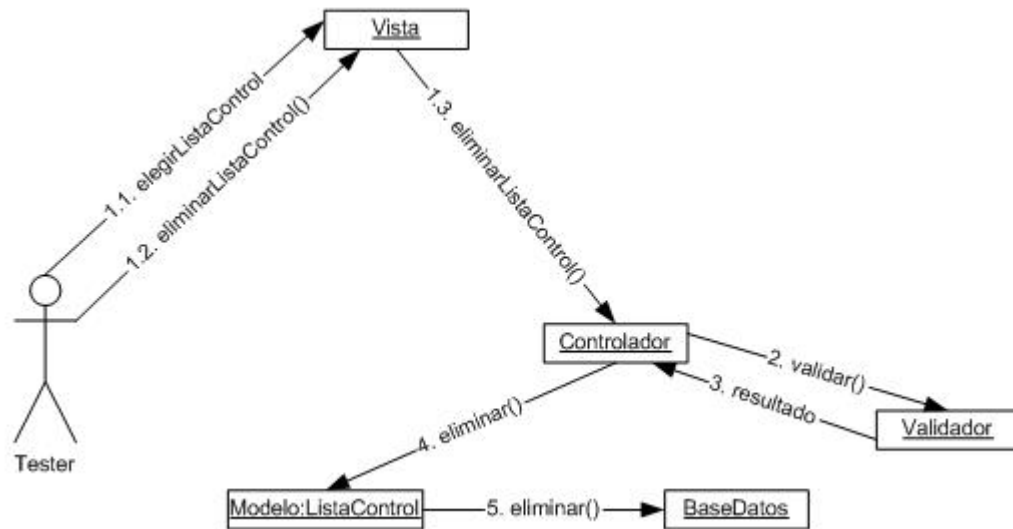 Vista
1.1. elegirListaControl
1.2. eliminarListaControl()
1.3. eliminarListaControl()
Controlador
2. validar()
3. resultado
Validador
4. eliminar()
Tester
Modelo:ListaControl
5. eliminar()
BaseDatos